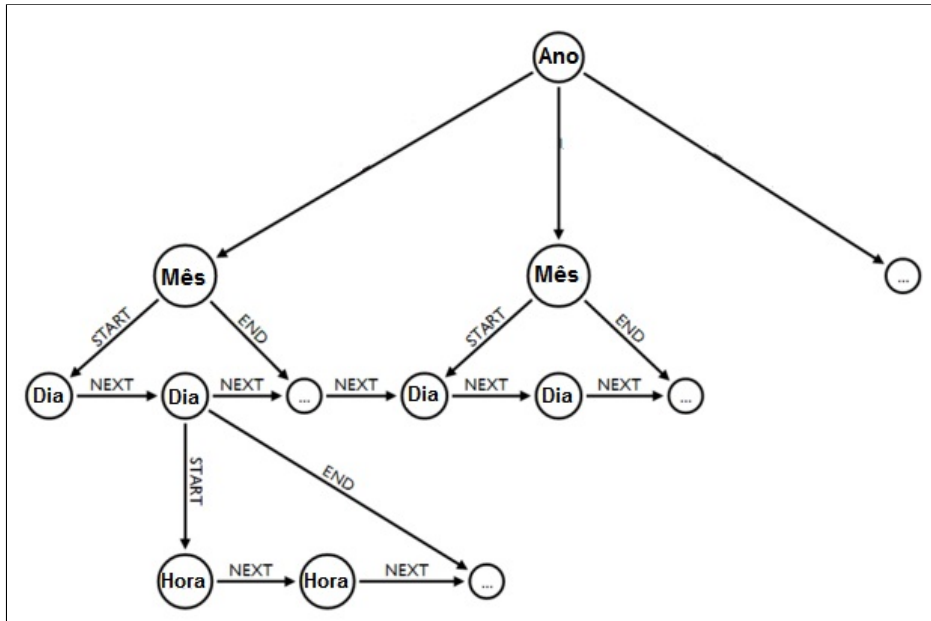 Ano
Mês
Mês
...
START
END
START
END
Dia
NEXT
Dia
NEXT
...
NEXT
Dia
NEXT
Dia
NEXT
...
START
END
Hora
NEXT
Hora
NEXT
...